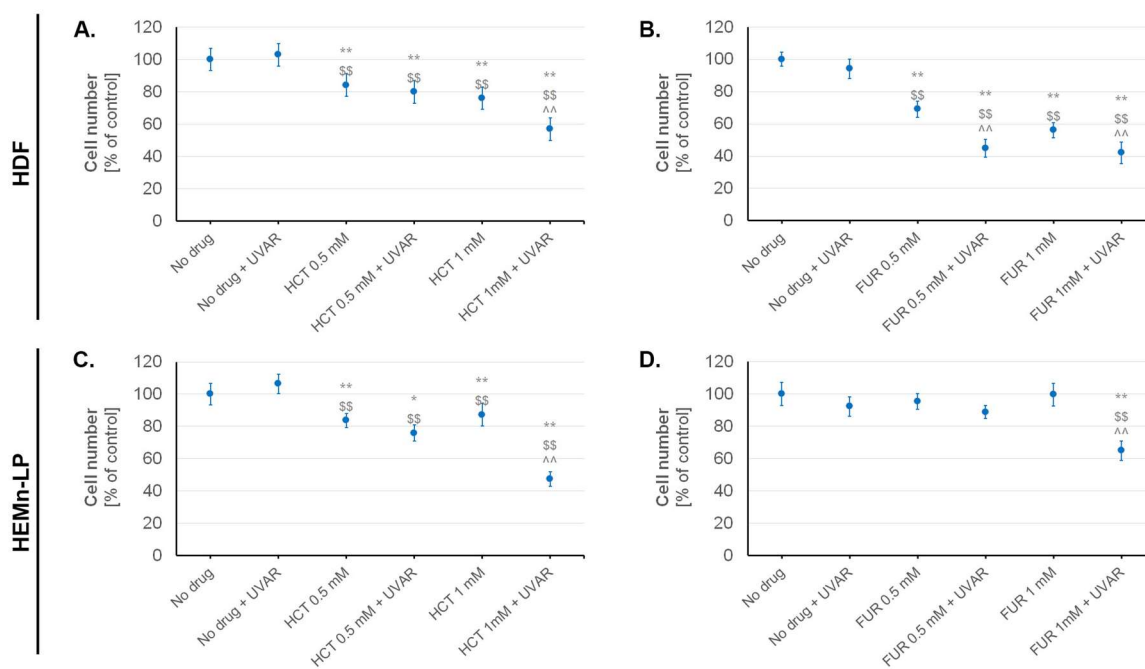 A.
HDF
Cell number
[% of control]
120
100
80
60
40
20
0
**
$$
**
$$
**
$$
**
$$
^^
No drug
No drug + UVAR
HCT 0.5 mM
HCT 0.5 mM + UVAR
HCT 1 mM
HCT 1mM + UVAR
B.
Cell number
[% of control]
120
100
80
60
40
20
0
**
$$
**
$$
^^
**
$$
**
$$
^^
No drug
No drug + UVAR
FUR 0.5 mM
FUR 0.5 mM + UVAR
FUR 1 mM
FUR 1mM + UVAR
C.
HEMn-LP
Cell number
[% of control]
120
100
80
60
40
20
0
**
$$
*
$$
**
$$
**
$$
^^
No drug
No drug + UVAR
HCT 0.5 mM
HCT 0.5 mM + UVAR
HCT 1 mM
HCT 1mM + UVAR
D.
Cell number
[% of control]
120
100
80
60
40
20
0
**
$$
^^
No drug
No drug + UVAR
FUR 0.5 mM
FUR 0.5 mM + UVAR
FUR 1 mM
FUR 1mM + UVAR